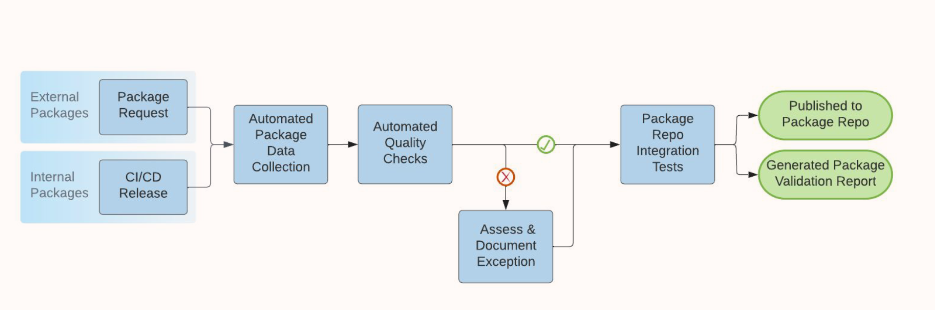 External
Packages
Package
Request
Internal
Packages
CI/CD
Release
Automated
Package
Data
Collection
Automated
Quality
Checks
Assess &
Document
Exception
Package
Repo
Integration
Tests
Published to
Package Repo
Generated Package
Validation Report